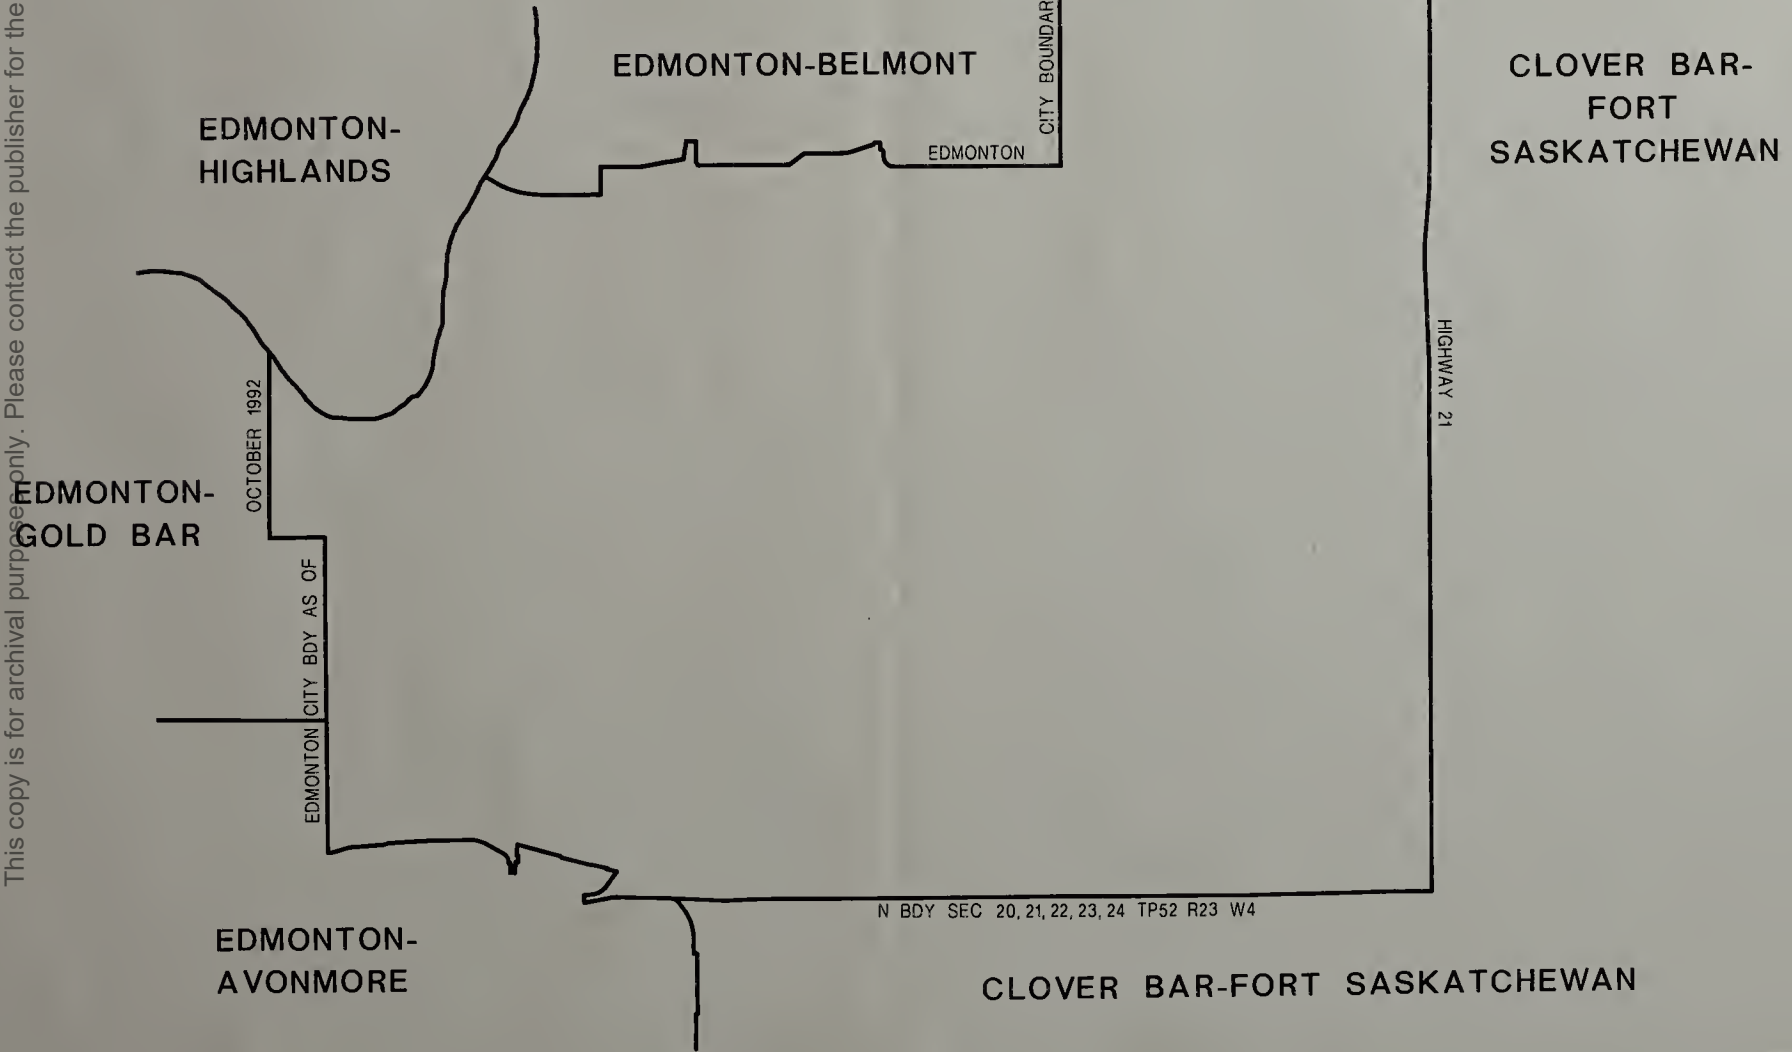 This copy is for archival purposes only. Please contact the publisher for the
EDMONTON-BELMONT
CITY BOUNDAR
CLOVER BAR-
FORT
SASKATCHEWAN
EDMONTON-
HIGHLANDS
EDMONTON
HIGHWAY 21
OCTOBER 1992
EDMONTON-
GOLD BAR
EDMONTON CITY BDY AS OF
N BDY SEC 20, 21, 22, 23, 24 TP52 R23 W4
EDMONTON-
AVONMORE
CLOVER BAR-FORT SASKATCHEWAN